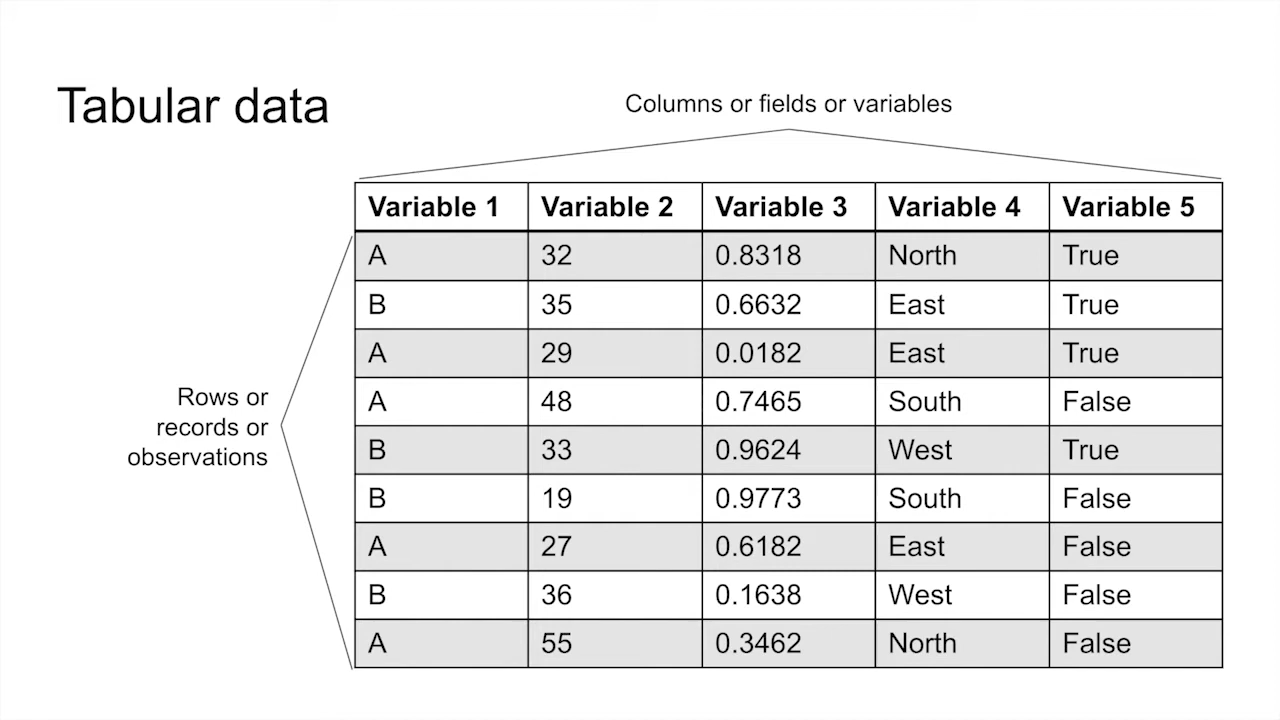 Tabular data
Columns or fields or variables
Variable 1 Variable 2 Variable 3 Variable 4 Variable 5
A 32 0.8318 North True
B 35 0.6632 East True
A 29 0.0182 East True
A 48 0.7465 South False
B 33 0.9624 West True
B 19 0.9773 South False
A 27 0.6182 East False
B 36 0.1638 West False
A 55 0.3462 North False
Rows or
records or
observations